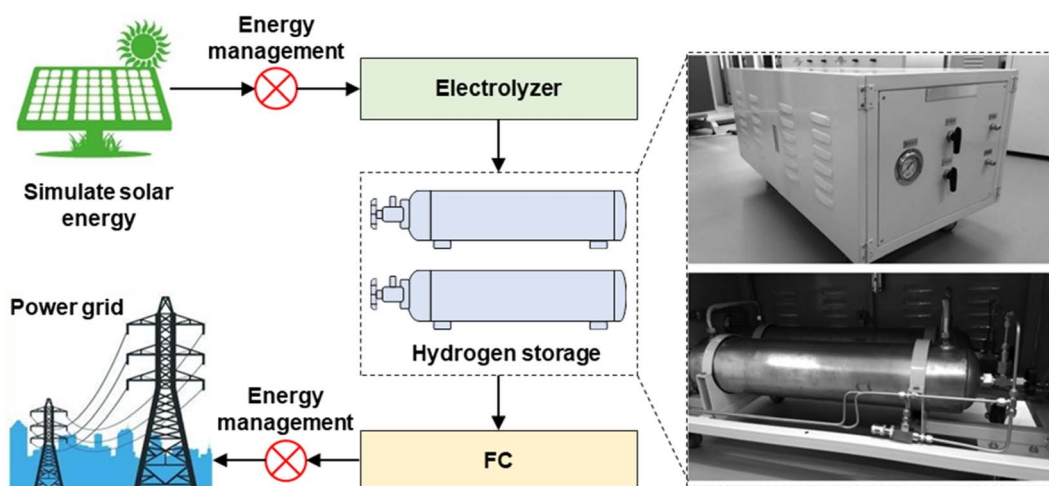 Energy
management
Electrolyzer
Simulate solar
energy
Hydrogen storage
Power grid
Energy
management
FC